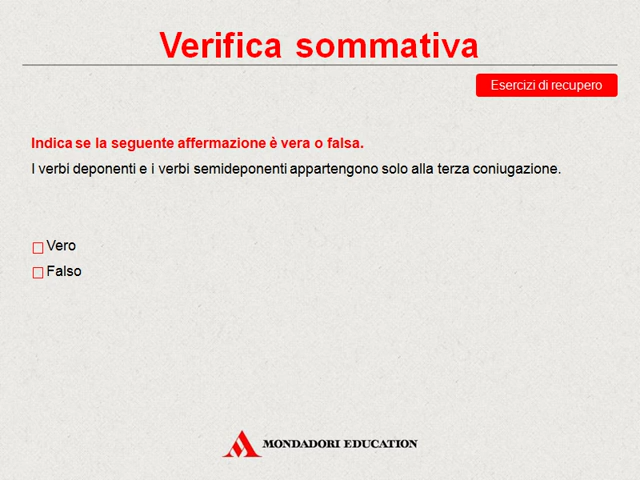 Verifica sommativa
Esercizi di recupero
Indica se la seguente affermazione è vera o falsa.
I verbi deponenti e i verbi semideponenti appartengono solo alla terza coniugazione.
Vero
Falso
MONDADORI EDUCATION